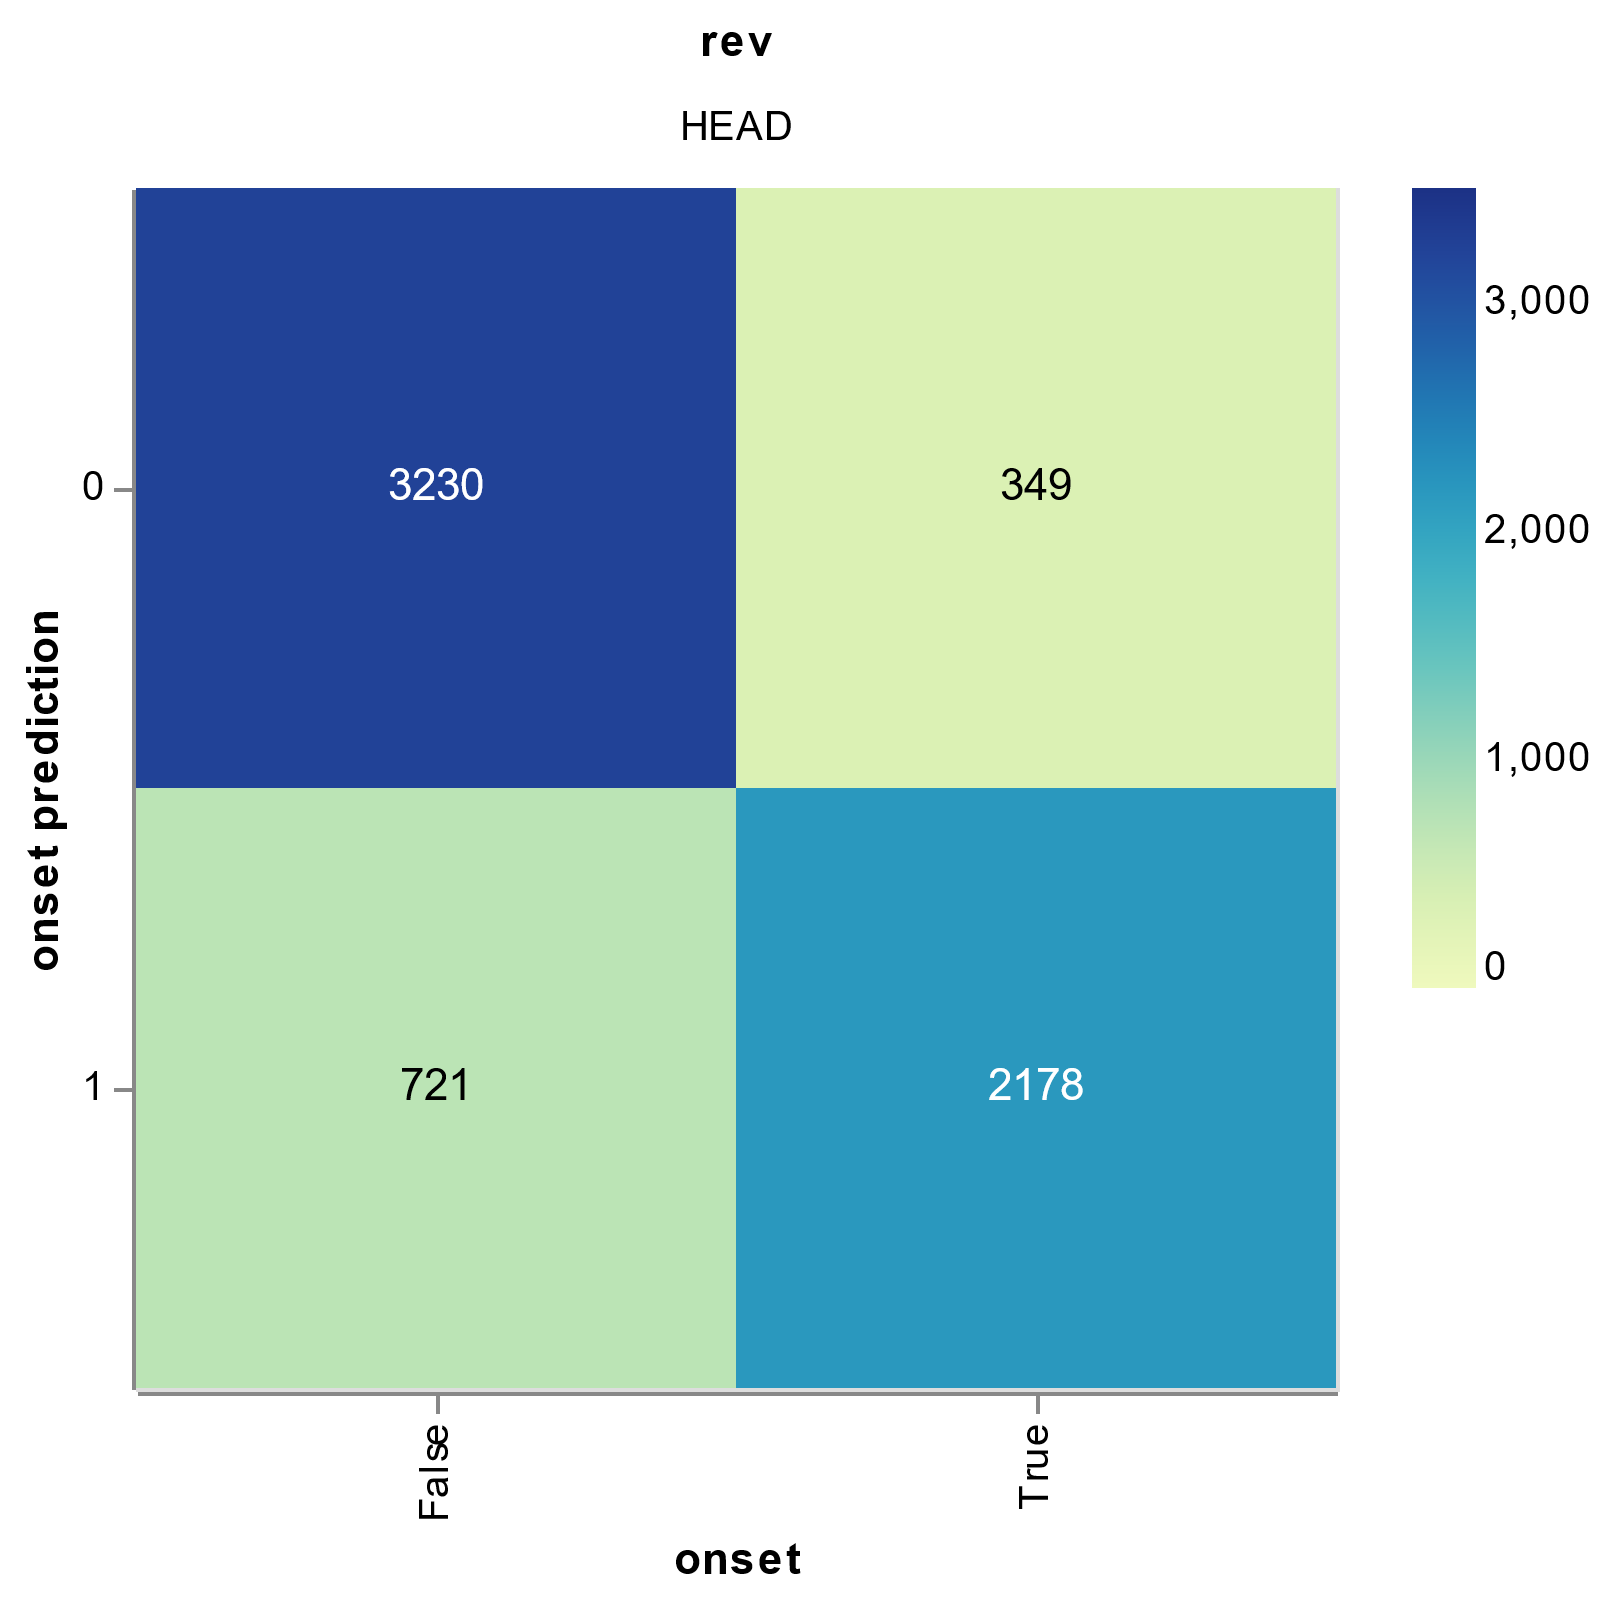 rev
HEAD
3230
349
721
2178
0
1
onset prediction
False
True
onset
3,000
2,000
1,000
0